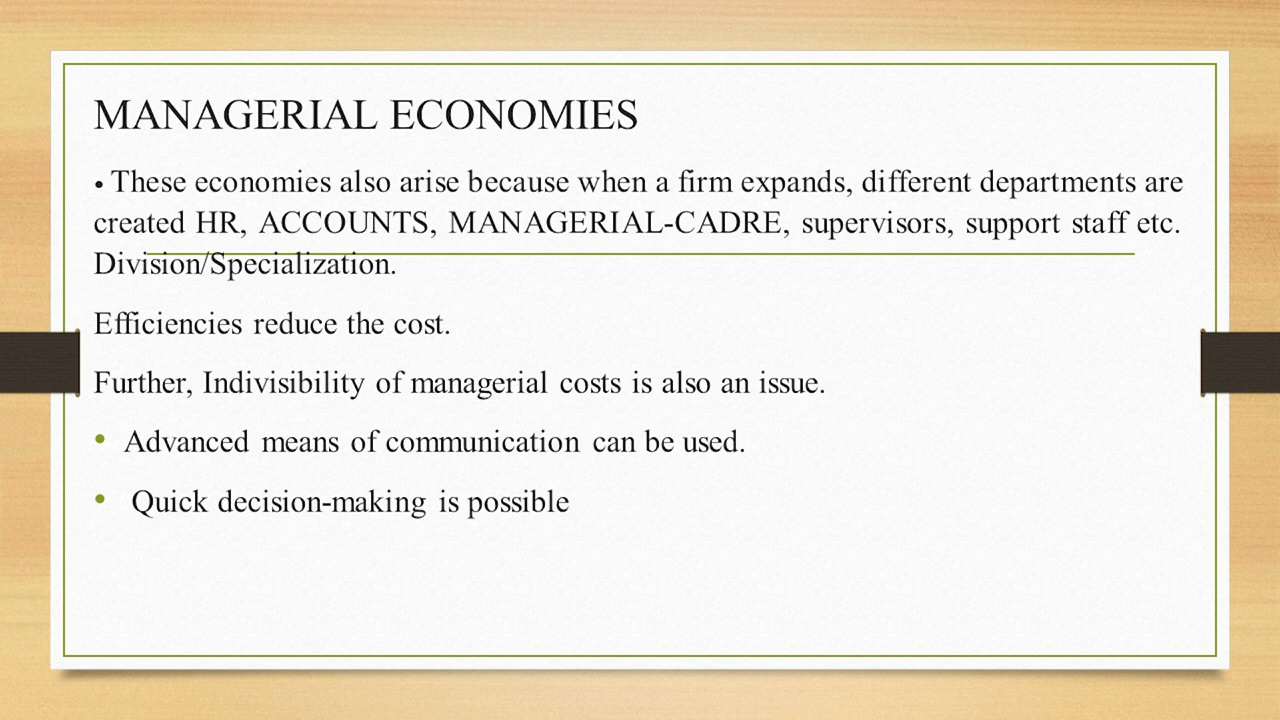 MANAGERIAL ECONOMIES
• These economies also arise because when a firm expands, different departments are
created HR, ACCOUNTS, MANAGERIAL-CADRE, supervisors, support staff etc.
Division/Specialization.
Efficiencies reduce the cost.
Further, Indivisibility of managerial costs is also an issue.
• Advanced means of communication can be used.
• Quick decision-making is possible